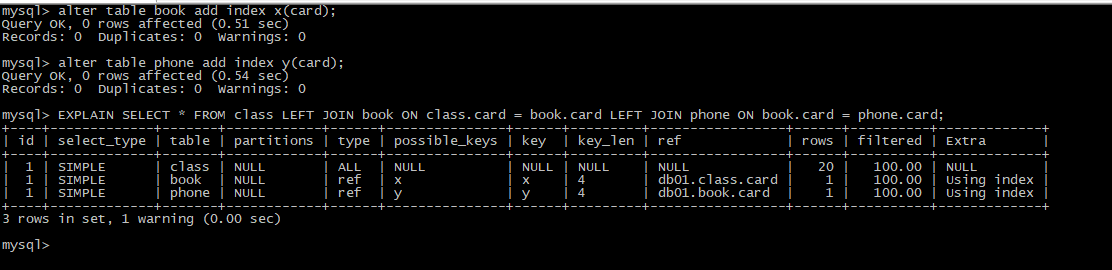 mysql> alter table book add index x(card);
Query OK, 0 rows affected (0.51 sec)
Records: 0  Duplicates: 0  Warnings: 0

mysql> alter table phone add index y(card);
Query OK, 0 rows affected (0.54 sec)
Records: 0  Duplicates: 0  Warnings: 0

mysql> EXPLAIN SELECT * FROM class LEFT JOIN book ON class.card = book.card LEFT JOIN phone ON book.card = phone.card;
+----+-------------+-------+------------+------+---------------+------+---------+-----------------+------+----------+-------------+
| id | select_type | table | partitions | type | possible_keys | key  | key_len | ref             | rows | filtered | Extra       |
+----+-------------+-------+------------+------+---------------+------+---------+-----------------+------+----------+-------------+
|  1 | SIMPLE      | class | NULL       | ALL  | NULL          | NULL | NULL    | NULL            |   20 |   100.00 | NULL        |
|  1 | SIMPLE      | book  | NULL       | ref  | x             | x    | 4       | db01.class.card |    1 |   100.00 | Using index |
|  1 | SIMPLE      | phone | NULL       | ref  | y             | y    | 4       | db01.book.card  |    1 |   100.00 | Using index |
+----+-------------+-------+------------+------+---------------+------+---------+-----------------+------+----------+-------------+
3 rows in set, 1 warning (0.00 sec)

mysql>